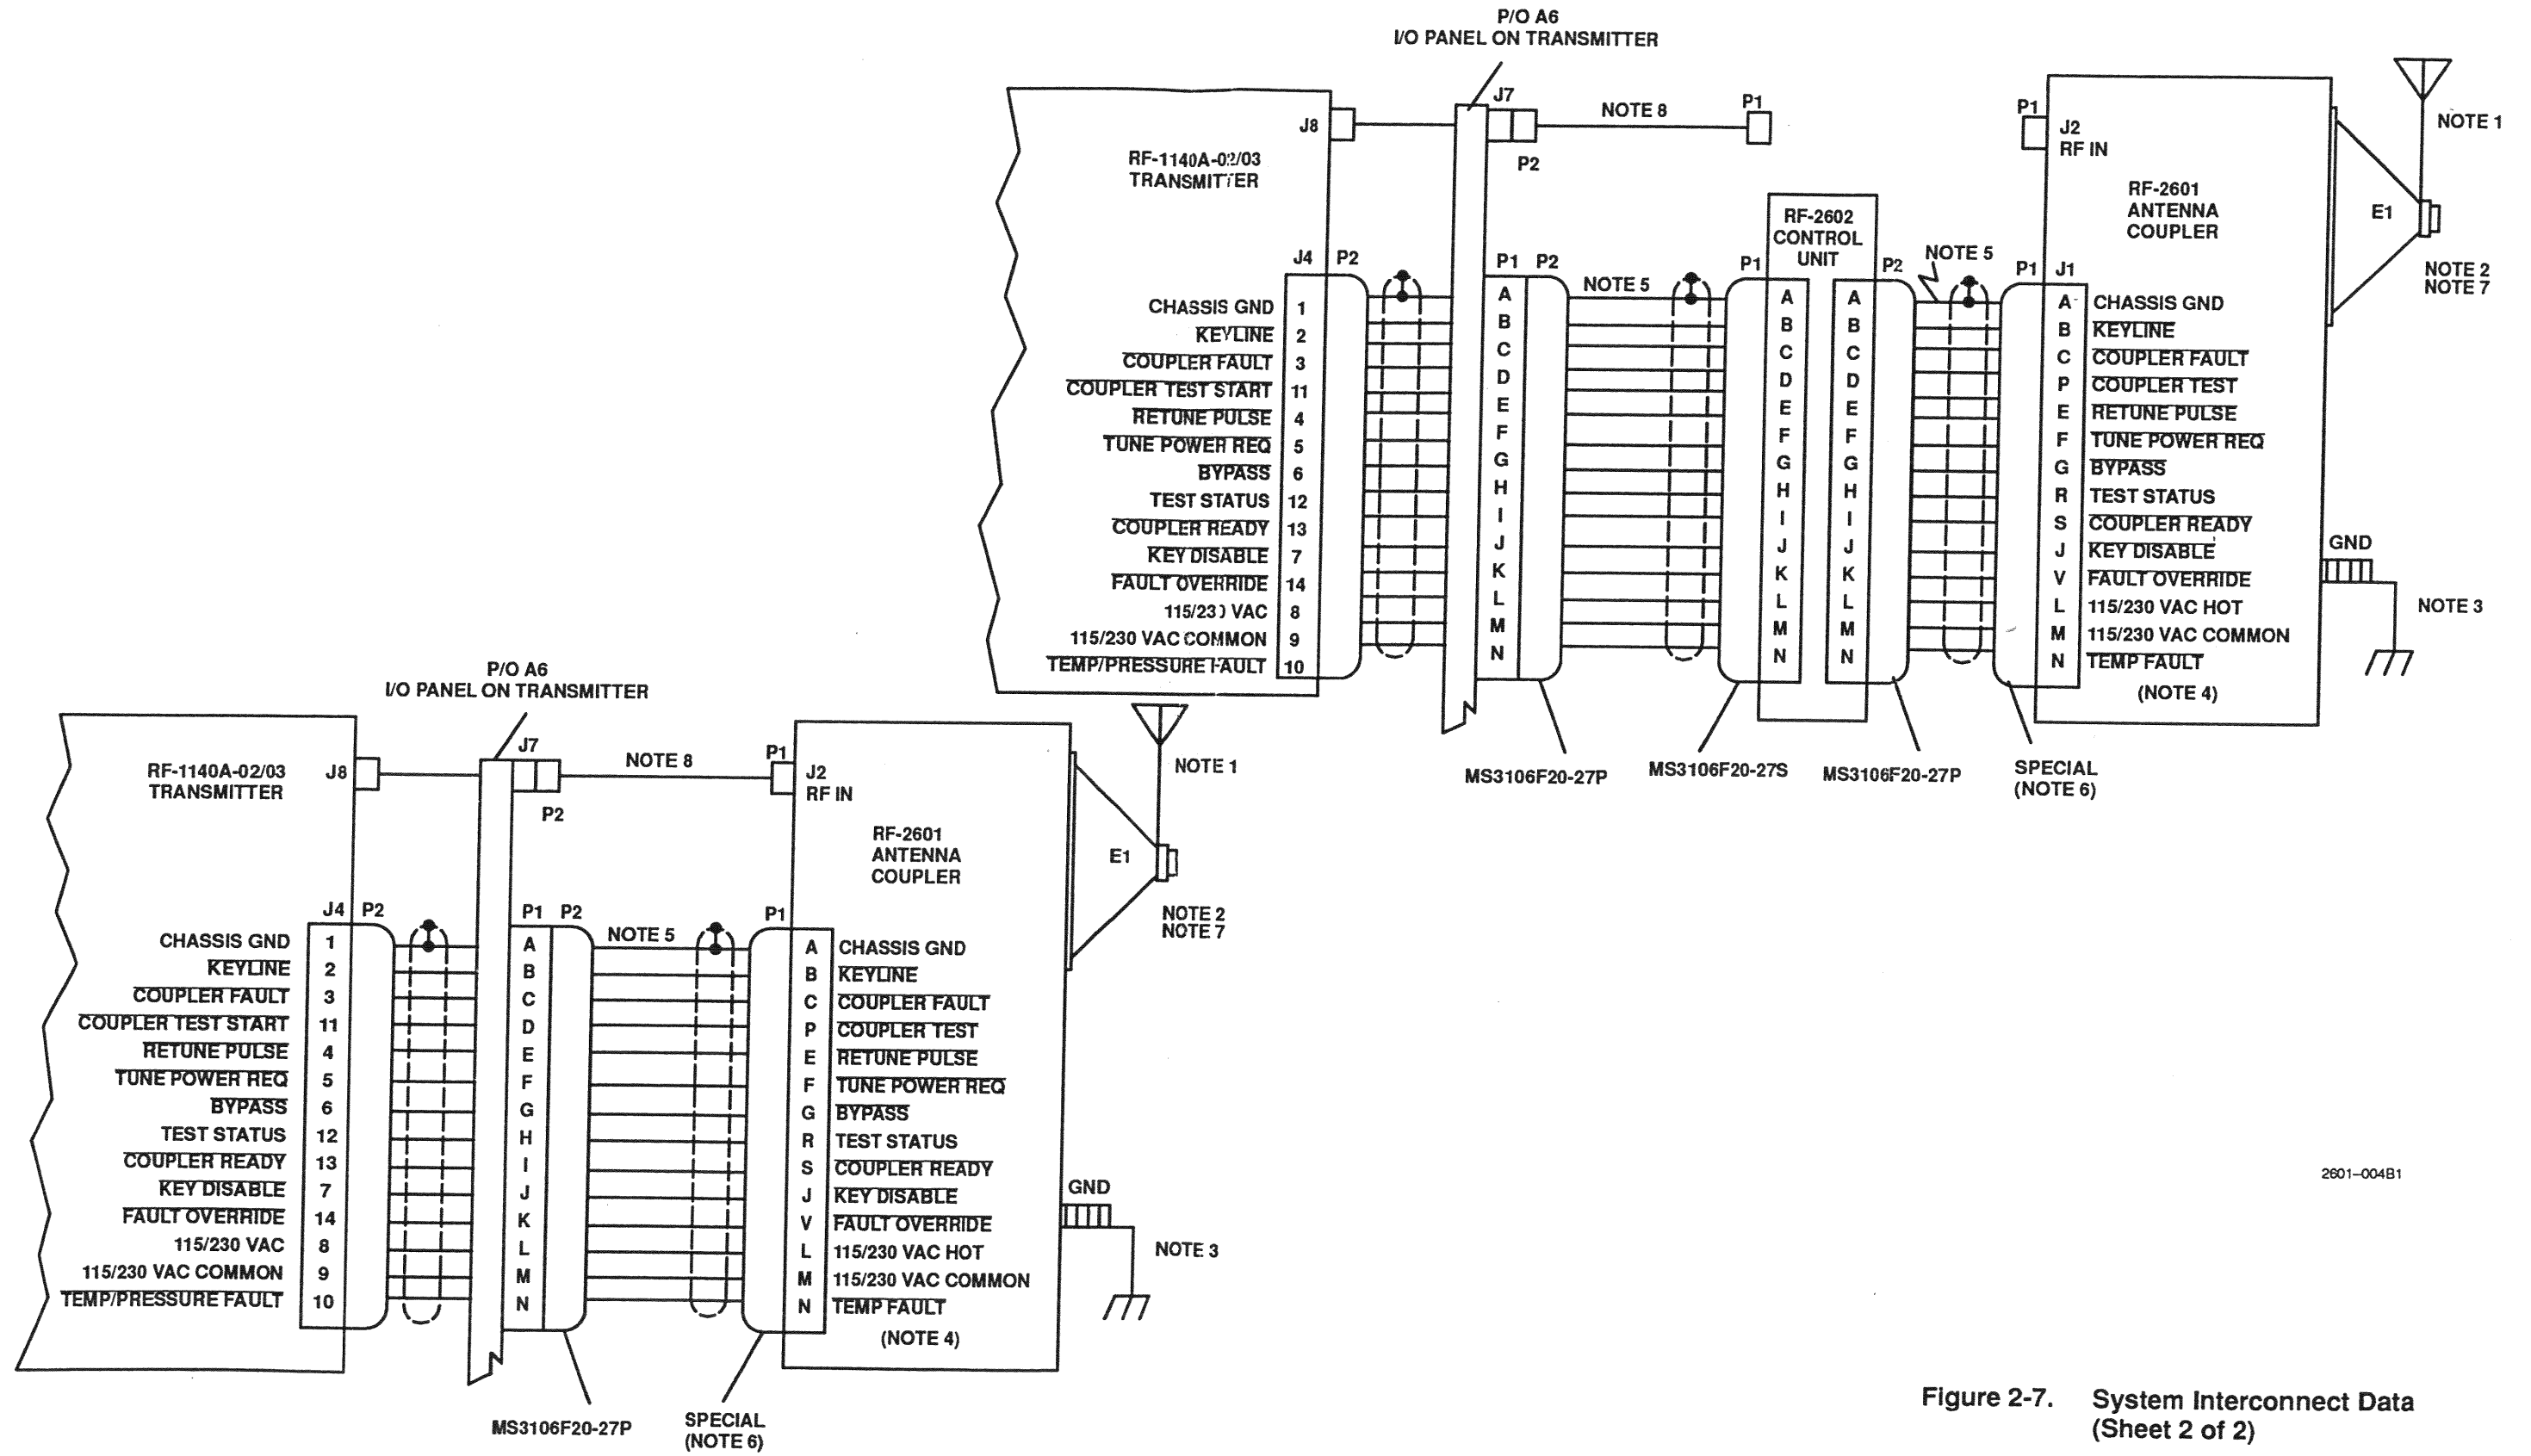 P/O A6
I/O PANEL ON TRANSMITTER
J8
J7
NOTE 8
P1
P2
RF-1140A-02/03
TRANSMITTER
P1
J2
RF IN
RF-2601
ANTENNA
COUPLER
E1
NOTE 1
NOTE 2
NOTE 7
RF-2602
CONTROL
UNIT
J4 P2
P1 P2
NOTE 5
P1
P2
NOTE 5
P1 J1
CHASSIS GND 1 A A A A CHASSIS GND
KEYLINE 2 B B B B KEYLINE
COUPLER FAULT 3 C C C C COUPLER FAULT
COUPLER TEST START 11 D D D P COUPLER TEST
RETUNE PULSE 4 E E E E RETUNE PULSE
TUNE POWER REQ 5 F F F F TUNE POWER REQ
BYPASS 6 G G G G BYPASS
TEST STATUS 12 H H H R TEST STATUS
COUPLER READY 13 I I I S COUPLER READY
KEY DISABLE 7 J J J J KEY DISABLE
FAULT OVERRIDE 14 K K K V FAULT OVERRIDE
115/230 VAC 8 L L L L 115/230 VAC HOT
115/230 VAC COMMON 9 M M M M 115/230 VAC COMMON
TEMP/PRESSURE FAULT 10 N N N N TEMP FAULT
(NOTE 4)
GND
NOTE 3
MS3106F20-27P
MS3106F20-27S
MS3106F20-27P
SPECIAL
(NOTE 6)
P/O A6
I/O PANEL ON TRANSMITTER
RF-1140A-02/03
TRANSMITTER
J8
J7
P2
NOTE 8
P1
J2
RF IN
RF-2601
ANTENNA
COUPLER
E1
NOTE 1
NOTE 2
NOTE 7
J4 P2
P1 P2
NOTE 5
P1
CHASSIS GND 1 A A CHASSIS GND
KEYLINE 2 B B KEYLINE
COUPLER FAULT 3 C C COUPLER FAULT
COUPLER TEST START 11 D P COUPLER TEST
RETUNE PULSE 4 E E RETUNE PULSE
TUNE POWER REQ 5 F F TUNE POWER REQ
BYPASS 6 G G BYPASS
TEST STATUS 12 H R TEST STATUS
COUPLER READY 13 I S COUPLER READY
KEY DISABLE 7 J J KEY DISABLE
FAULT OVERRIDE 14 K V FAULT OVERRIDE
115/230 VAC 8 L L 115/230 VAC HOT
115/230 VAC COMMON 9 M M 115/230 VAC COMMON
TEMP/PRESSURE FAULT 10 N N TEMP FAULT
(NOTE 4)
GND
NOTE 3
MS3106F20-27P
SPECIAL
(NOTE 6)
2601-004B1
Figure 2-7. System Interconnect Data
(Sheet 2 of 2)